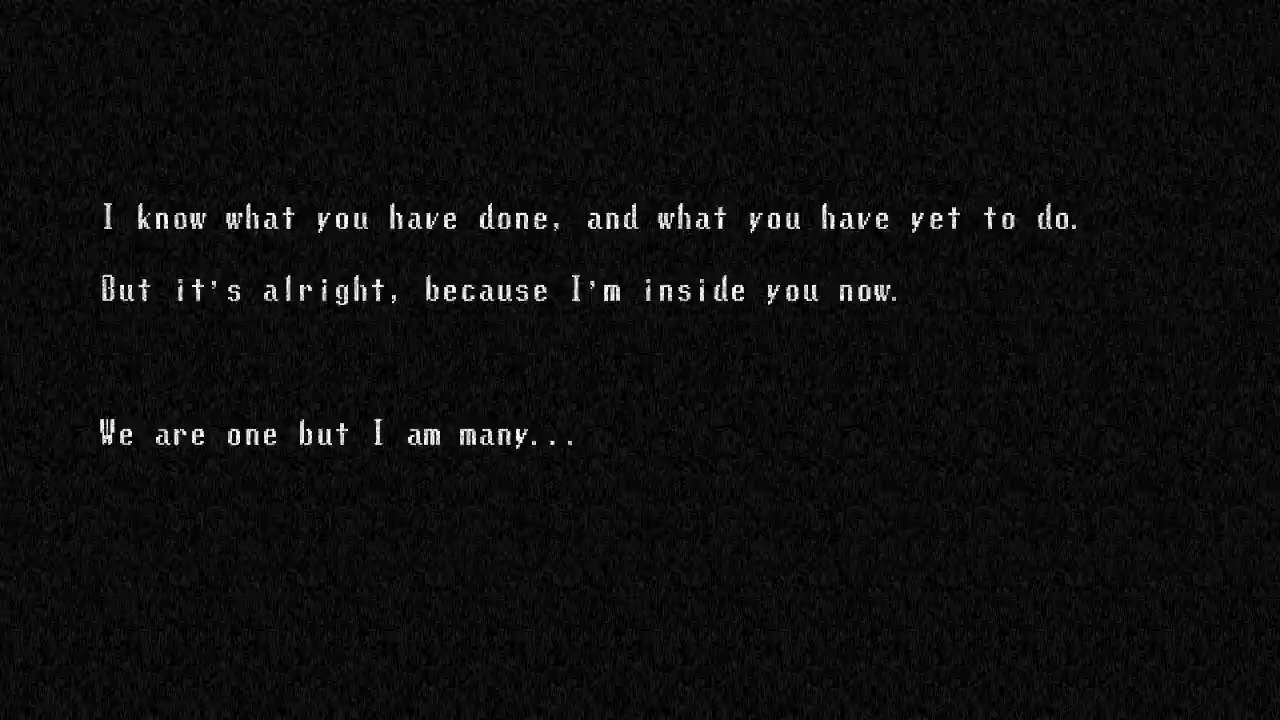 I know what you have done, and what you have yet to do.
But it's alright, because I'm inside you now.
We are one but I am many...